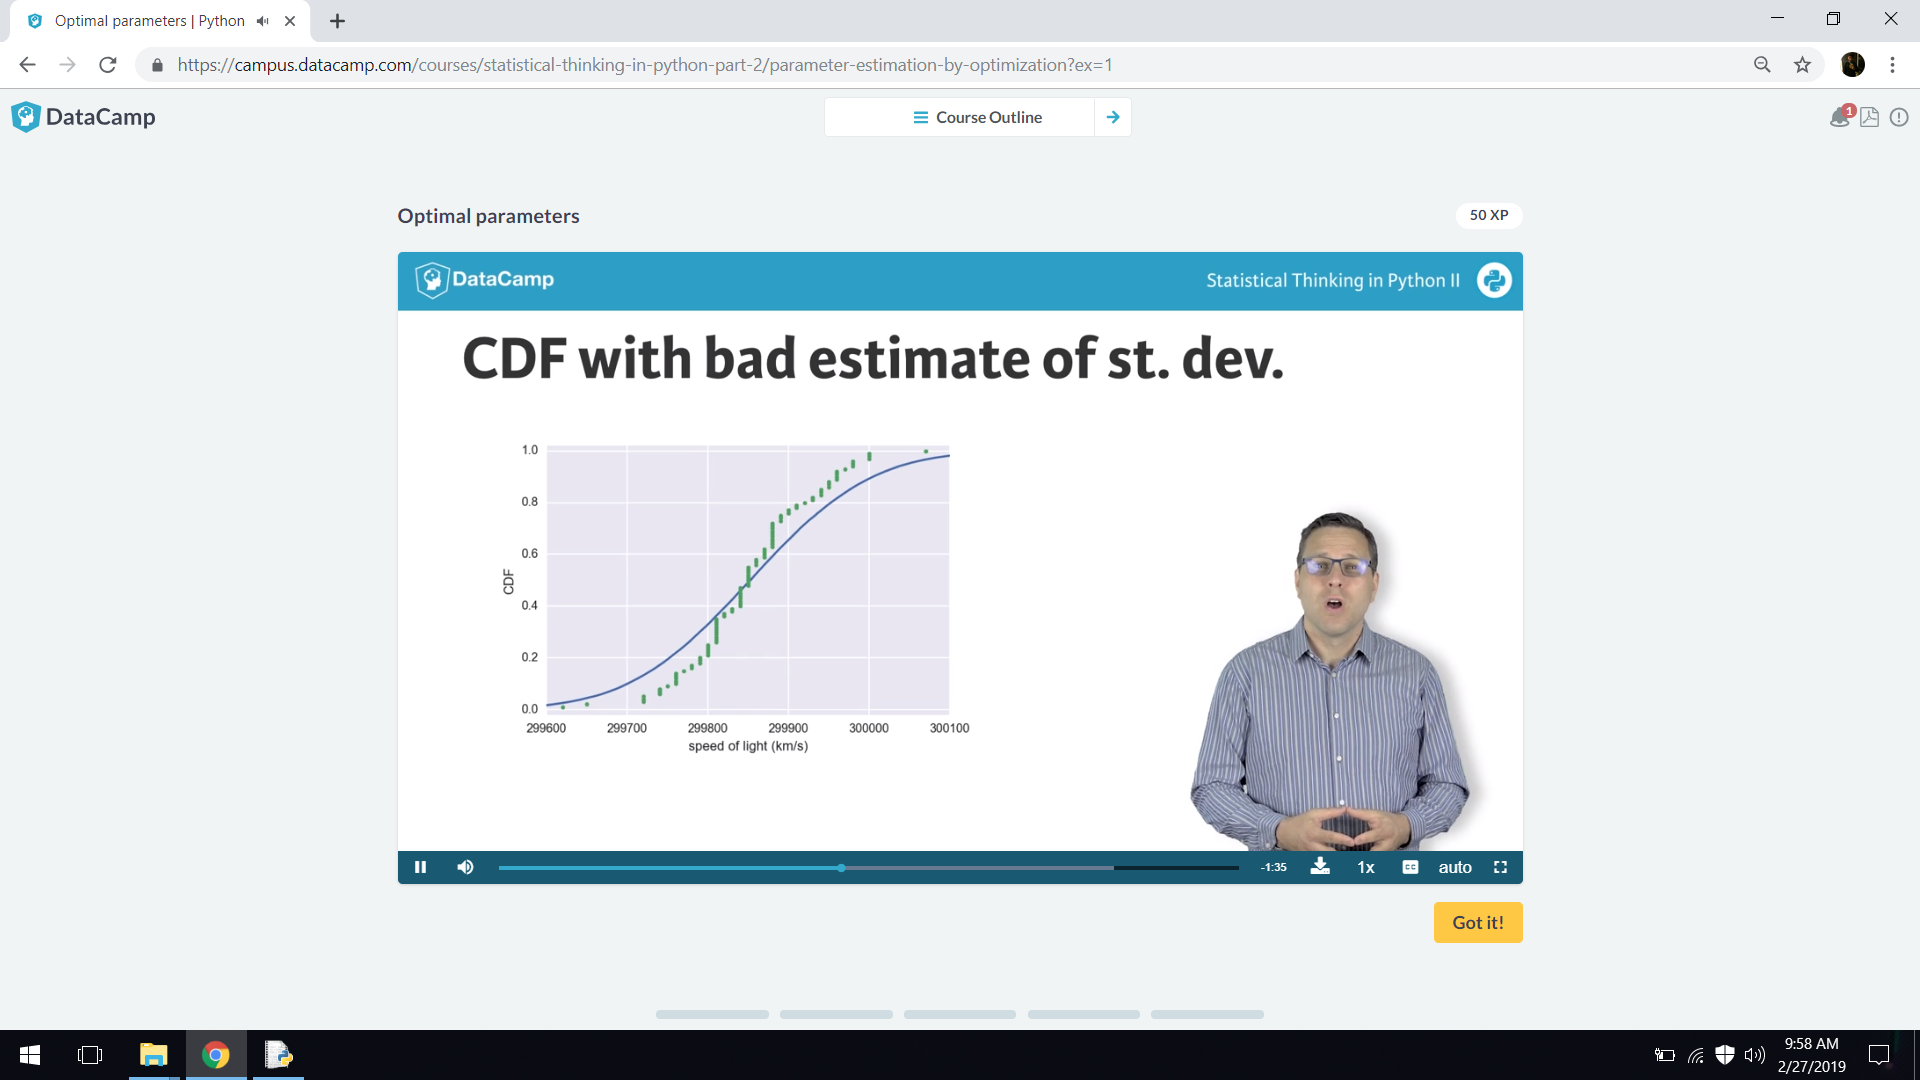 Optimal parameters | Python
https://campus.datacamp.com/courses/statistical-thinking-in-python-part-2/parameter-estimation-by-optimization?ex=1
DataCamp
Course Outline
1
Optimal parameters
50 XP
DataCamp
Statistical Thinking in Python II
CDF with bad estimate of st. dev.
1.0
0.8
0.6
0.4
0.2
0.0
CDF
299600 299700 299800 299900 300000 300100
speed of light (km/s)
-1:35
1x
CC
auto
Got it!
9:58 AM
2/27/2019